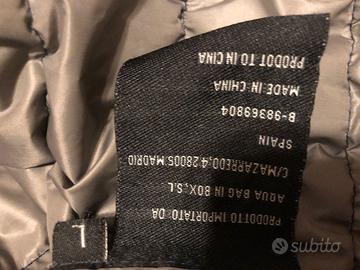 PRODOTTO IMPORTATO DA
AQUA BAG IN BOX, S.L
C/MAZARREDO, 4 28005 MADRID
SPAIN
B-98369804
MADE IN CHINA
PRODOTTO IN CINA
L
subito